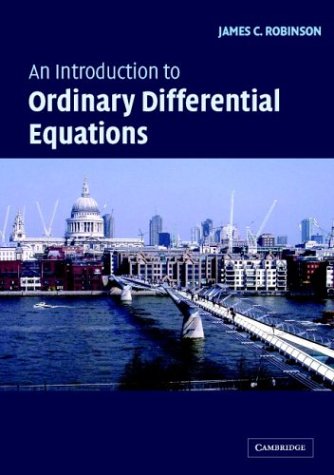 JAMES C. ROBINSON
An Introduction to
Ordinary Differential
Equations
CAMBRIDGE